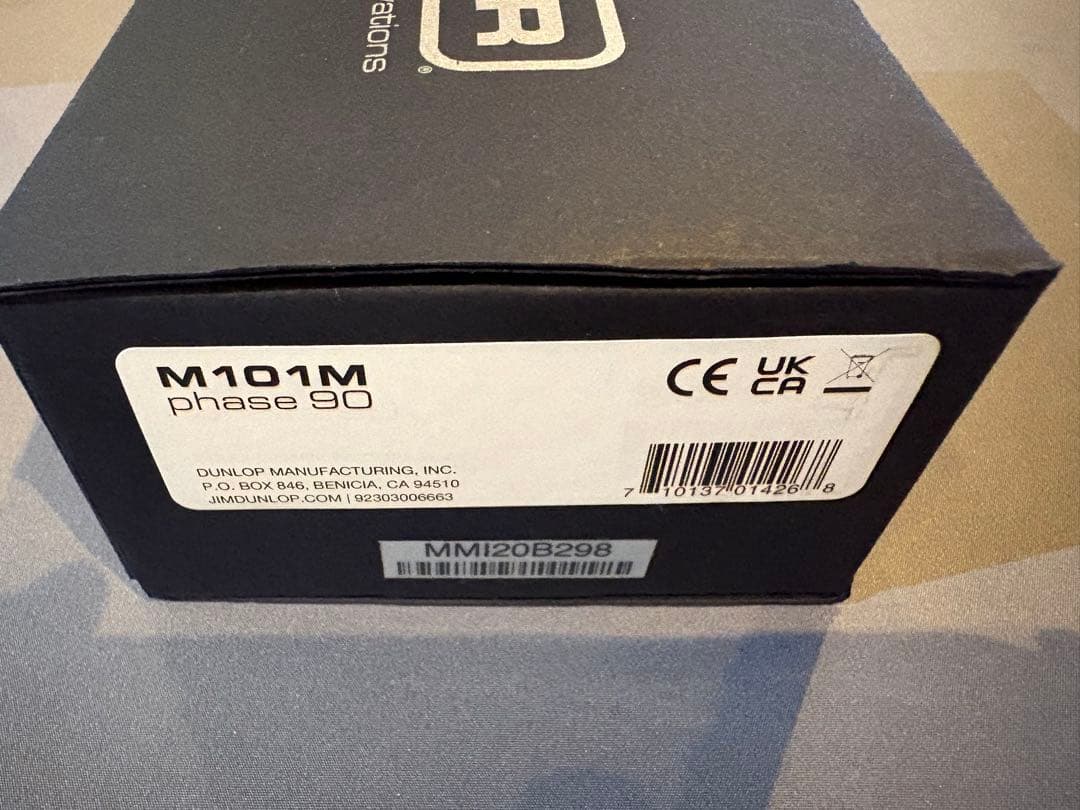 R
®
vations
M101M
phase 90
CE UK CA
DUNLOP MANUFACTURING, INC.
P.O. BOX 846, BENICIA, CA 94510
JIMDUNLOP.COM | 92303006663
7 10137 01426 8
MMI20B298